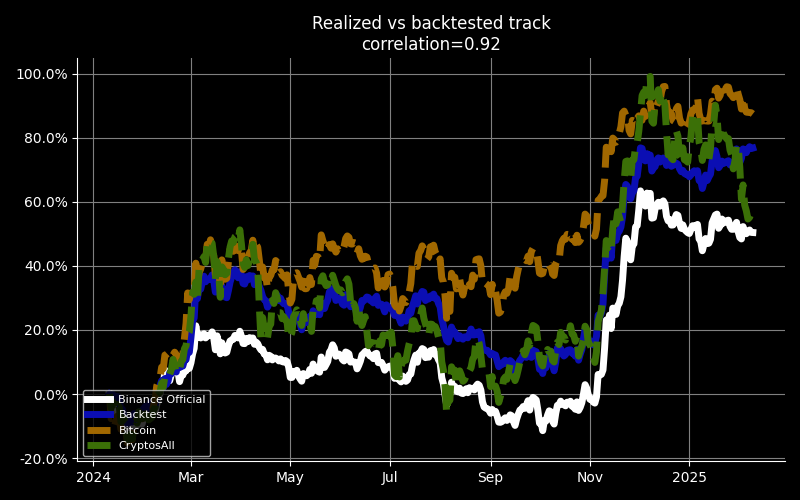 Realized vs backtested track
correlation=0.92
100.0%
80.0%
60.0%
40.0%
20.0%
0.0%
-20.0%
Binance Official
Backtest
Bitcoin
CryptosAll
2024
Mar
May
Jul
Sep
Nov
2025